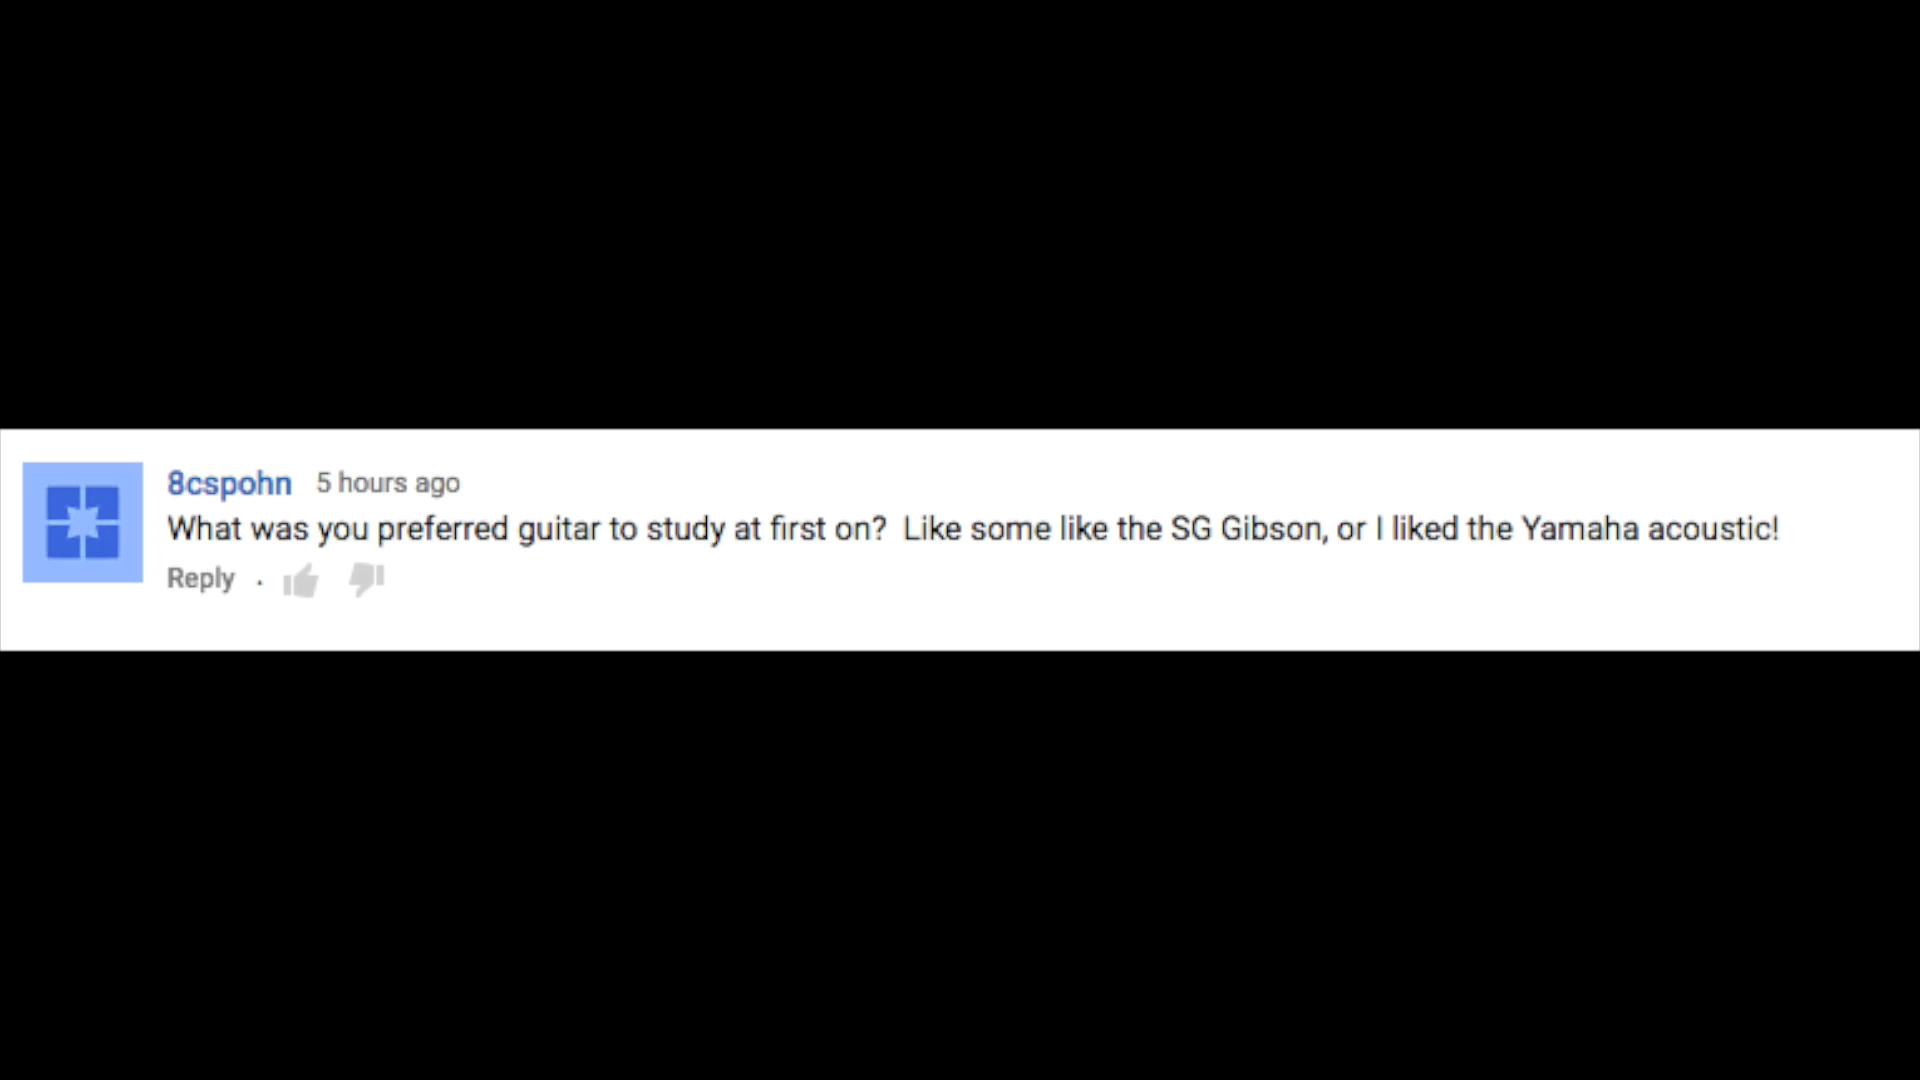 8cspohn 5 hours ago
What was you preferred guitar to study at first on?  Like some like the SG Gibson, or I liked the Yamaha acoustic!
Reply .